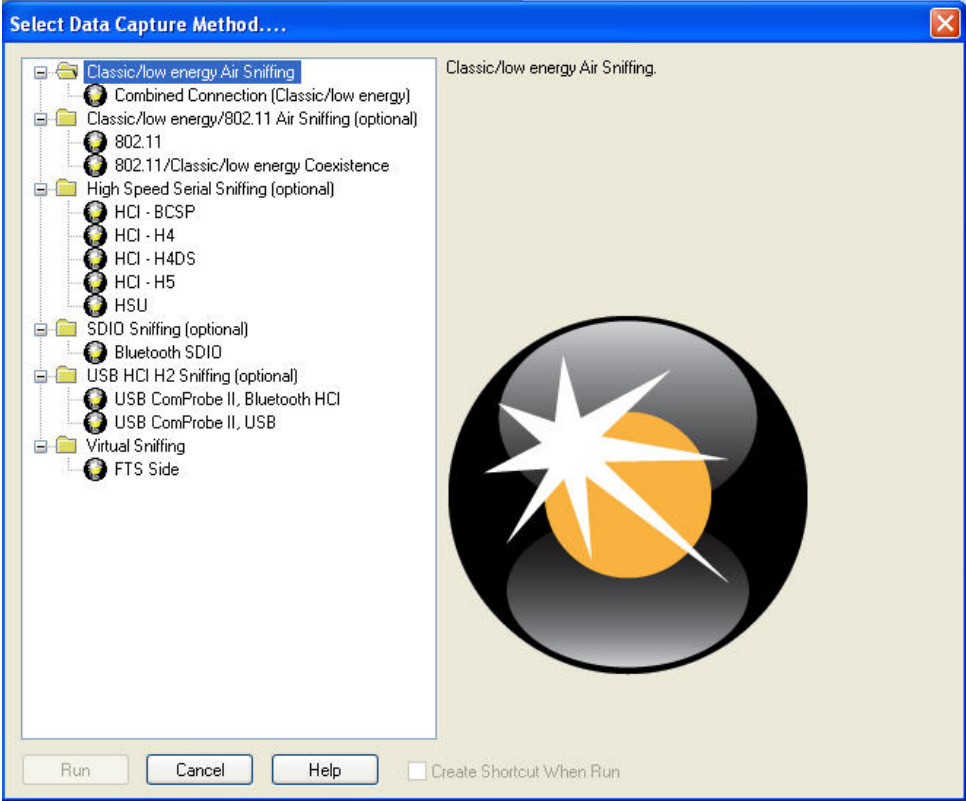 Select Data Capture Method....
Classic/low energy Air Sniffing
Combined Connection (Classic/low energy)
Classic/low energy/802.11 Air Sniffing (optional)
802.11
802.11/Classic/low energy Coexistence
High Speed Serial Sniffing (optional)
HCI - BCSP
HCI - H4
HCI - H4DS
HCI - H5
HSU
SDIO Sniffing (optional)
Bluetooth SDIO
USB HCI H2 Sniffing (optional)
USB ComProbe II, Bluetooth HCI
USB ComProbe II, USB
Virtual Sniffing
FTS Side
Classic/low energy Air Sniffing.
Run
Cancel
Help
Create Shortcut When Run